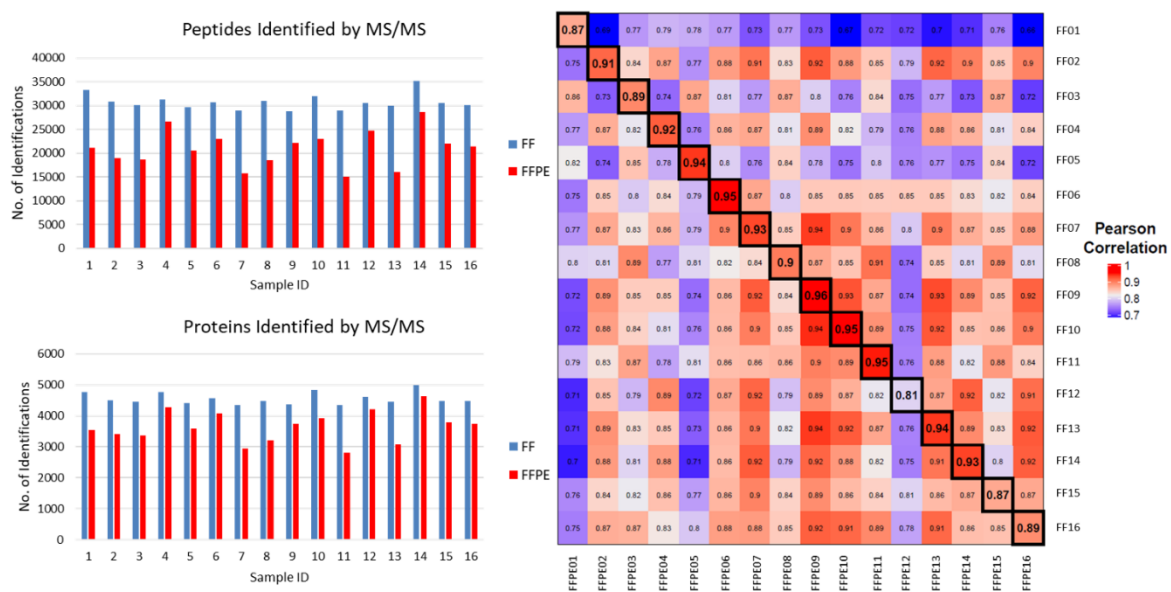 Peptides Identified by MS/MS
No. of Identifications
40000
35000
30000
25000
20000
15000
10000
5000
0
1 2 3 4 5 6 7 8 9 10 11 12 13 14 15 16
Sample ID
FF
FFPE
Proteins Identified by MS/MS
No. of Identifications
6000
5000
4000
3000
2000
1000
0
1 2 3 4 5 6 7 8 9 10 11 12 13 14 15 16
Sample ID
FF
FFPE
0.87 0.77 0.79 0.78 0.77 0.73 0.77 0.73 0.72 0.72 0.7 0.71 0.76 FF01
0.75 0.91 0.84 0.87 0.77 0.88 0.91 0.83 0.92 0.88 0.85 0.79 0.92 0.9 0.85 0.9 FF02
0.86 0.73 0.89 0.74 0.87 0.81 0.77 0.87 0.8 0.76 0.84 0.75 0.77 0.73 0.87 0.72 FF03
0.77 0.87 0.82 0.92 0.76 0.86 0.87 0.81 0.89 0.82 0.79 0.76 0.88 0.86 0.81 0.84 FF04
0.82 0.74 0.85 0.78 0.94 0.8 0.76 0.84 0.78 0.75 0.8 0.76 0.77 0.75 0.84 0.72 FF05
0.75 0.85 0.8 0.84 0.79 0.95 0.87 0.8 0.85 0.85 0.85 0.85 0.85 0.83 0.82 0.84 FF06
0.77 0.87 0.83 0.86 0.79 0.9 0.93 0.85 0.94 0.9 0.86 0.8 0.9 0.87 0.85 0.88 FF07
0.8 0.81 0.89 0.77 0.81 0.82 0.84 0.9 0.87 0.85 0.91 0.74 0.85 0.81 0.89 0.81 FF08
0.72 0.89 0.85 0.85 0.74 0.86 0.92 0.84 0.96 0.93 0.87 0.74 0.93 0.89 0.85 0.92 FF09
0.72 0.88 0.84 0.81 0.76 0.86 0.9 0.85 0.94 0.95 0.89 0.75 0.92 0.85 0.86 0.9 FF10
0.79 0.83 0.87 0.78 0.81 0.86 0.86 0.86 0.9 0.89 0.95 0.76 0.88 0.82 0.88 0.84 FF11
0.71 0.85 0.79 0.89 0.72 0.87 0.9 0.79 0.89 0.87 0.82 0.81 0.87 0.92 0.82 0.91 FF12
0.71 0.89 0.83 0.85 0.73 0.86 0.9 0.82 0.94 0.92 0.87 0.76 0.94 0.89 0.83 0.92 FF13
0.7 0.88 0.81 0.88 0.71 0.87 0.92 0.79 0.92 0.88 0.82 0.75 0.91 0.93 0.8 0.92 FF14
0.76 0.84 0.82 0.86 0.77 0.86 0.9 0.84 0.89 0.86 0.84 0.81 0.86 0.87 0.87 0.87 FF15
0.75 0.87 0.87 0.83 0.8 0.88 0.88 0.85 0.92 0.91 0.89 0.78 0.91 0.86 0.85 0.89 FF16
FFPE01 FFPE02 FFPE03 FFPE04 FFPE05 FFPE06 FFPE07 FFPE08 FFPE09 FFPE10 FFPE11 FFPE12 FFPE13 FFPE14 FFPE15 FFPE16
Pearson
Correlation
1
0.9
0.8
0.7